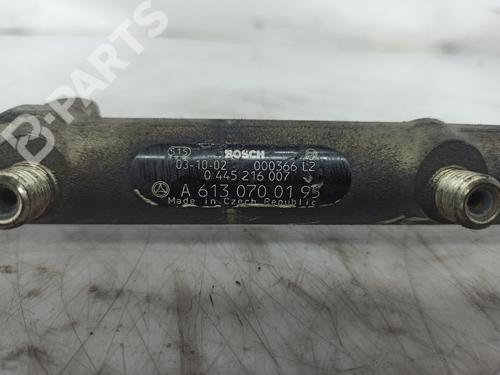 B-PARTS
515 BOSCH
03-10-02 000366 L2
0 445 216 007
A 613 070 01 95
Made in Czech Republic